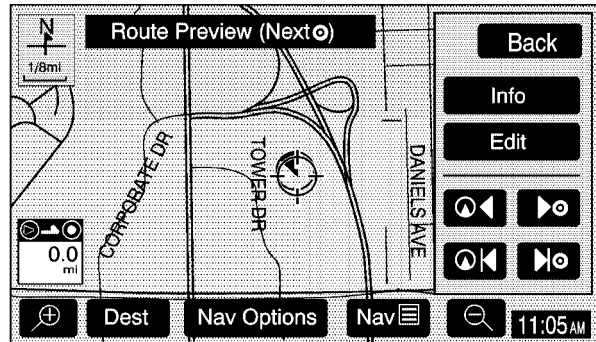 N
1/8mi
Route Preview (Next)
Back
Info
Edit
CORPORATE DR
TOWER DR
DANIELS AVE
0.0
mi
Dest
Nav Options
Nav
11:05AM